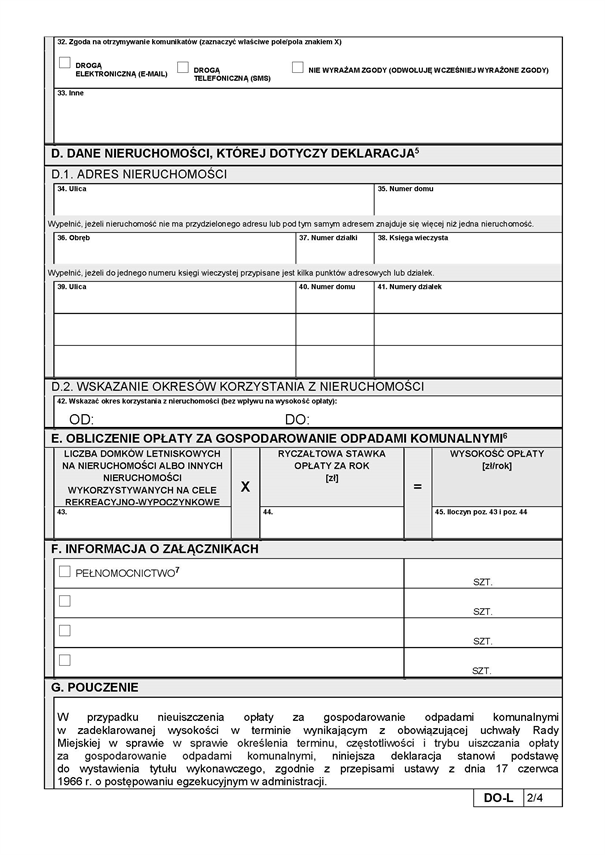 32. Zgoda na otrzymywanie komunikatów (zaznaczyć właściwe pole/pola znakiem X)
DROGĄ
ELEKTRONICZNĄ (E-MAIL)
DROGĄ
TELEFONICZNĄ (SMS)
NIE WYRAŻAM ZGODY (ODWOŁUJĘ WCZEŚNIEJ WYRAŻONE ZGODY)
33. Inne
D. DANE NIERUCHOMOŚCI, KTÓREJ DOTYCZY DEKLARACJA5
D.1. ADRES NIERUCHOMOŚCI
34. Ulica
35. Numer domu
Wypełnić, jeżeli nieruchomość nie ma przydzielonego adresu lub pod tym samym adresem znajduje się więcej niż jedna nieruchomość.
36. Obręb
37. Numer działki
38. Księga wieczysta
Wypełnić, jeżeli do jednego numeru księgi wieczystej przypisane jest kilka punktów adresowych lub działek.
39. Ulica
40. Numer domu
41. Numery działek
D.2. WSKAZANIE OKRESÓW KORZYSTANIA Z NIERUCHOMOŚCI
42. Wskazać okres korzystania z nieruchomości (bez wpływu na wysokość opłaty):
OD: DO:
E. OBLICZENIE OPŁATY ZA GOSPODAROWANIE ODPADAMI KOMUNALNYMI6
LICZBA DOMKÓW LETNISKOWYCH
NA NIERUCHOMOŚCI ALBO INNYCH
NIERUCHOMOŚCI
WYKORZYSTYWANYCH NA CELE
REKREACYJNO-WYPOCZYNKOWE
X
RYCZAŁTOWA STAWKA
OPŁATY ZA ROK
[zł]
=
WYSOKOŚĆ OPŁATY
[zł/rok]
43.
44.
45. Iloczyn poz. 43 i poz. 44
F. INFORMACJA O ZAŁĄCZNIKACH
PEŁNOMOCNICTWO7
SZT.
SZT.
SZT.
SZT.
G. POUCZENIE
W przypadku nieuiszczenia opłaty za gospodarowanie odpadami komunalnymi
w zadeklarowanej wysokości w terminie wynikającym z obowiązującej uchwały Rady
Miejskiej w sprawie w sprawie określenia terminu, częstotliwości i trybu uiszczania opłaty
za gospodarowanie odpadami komunalnymi, niniejsza deklaracja stanowi podstawę
do wystawienia tytułu wykonawczego, zgodnie z przepisami ustawy z dnia 17 czerwca
1966 r. o postępowaniu egzekucyjnym w administracji.
DO-L 2/4